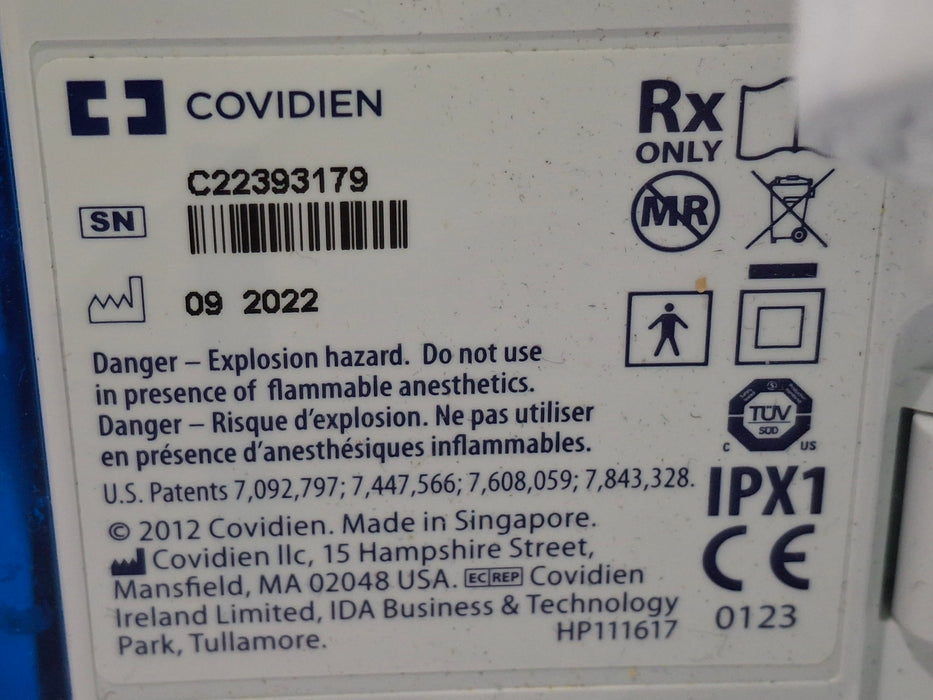 COVIDIEN
Rx
ONLY
C22393179
SN
MR
09 2022
Danger – Explosion hazard. Do not use
in presence of flammable anesthetics.
Danger – Risque d'explosion. Ne pas utiliser
en présence d'anesthésiques inflammables.
U.S. Patents 7,092,797; 7,447,566; 7,608,059; 7,843,328.
TÜV
SÜD
C US
IPX1
© 2012 Covidien. Made in Singapore.
Covidien llc, 15 Hampshire Street,
Mansfield, MA 02048 USA. EC REP Covidien
Ireland Limited, IDA Business & Technology
Park, Tullamore.
HP111617
CE
0123